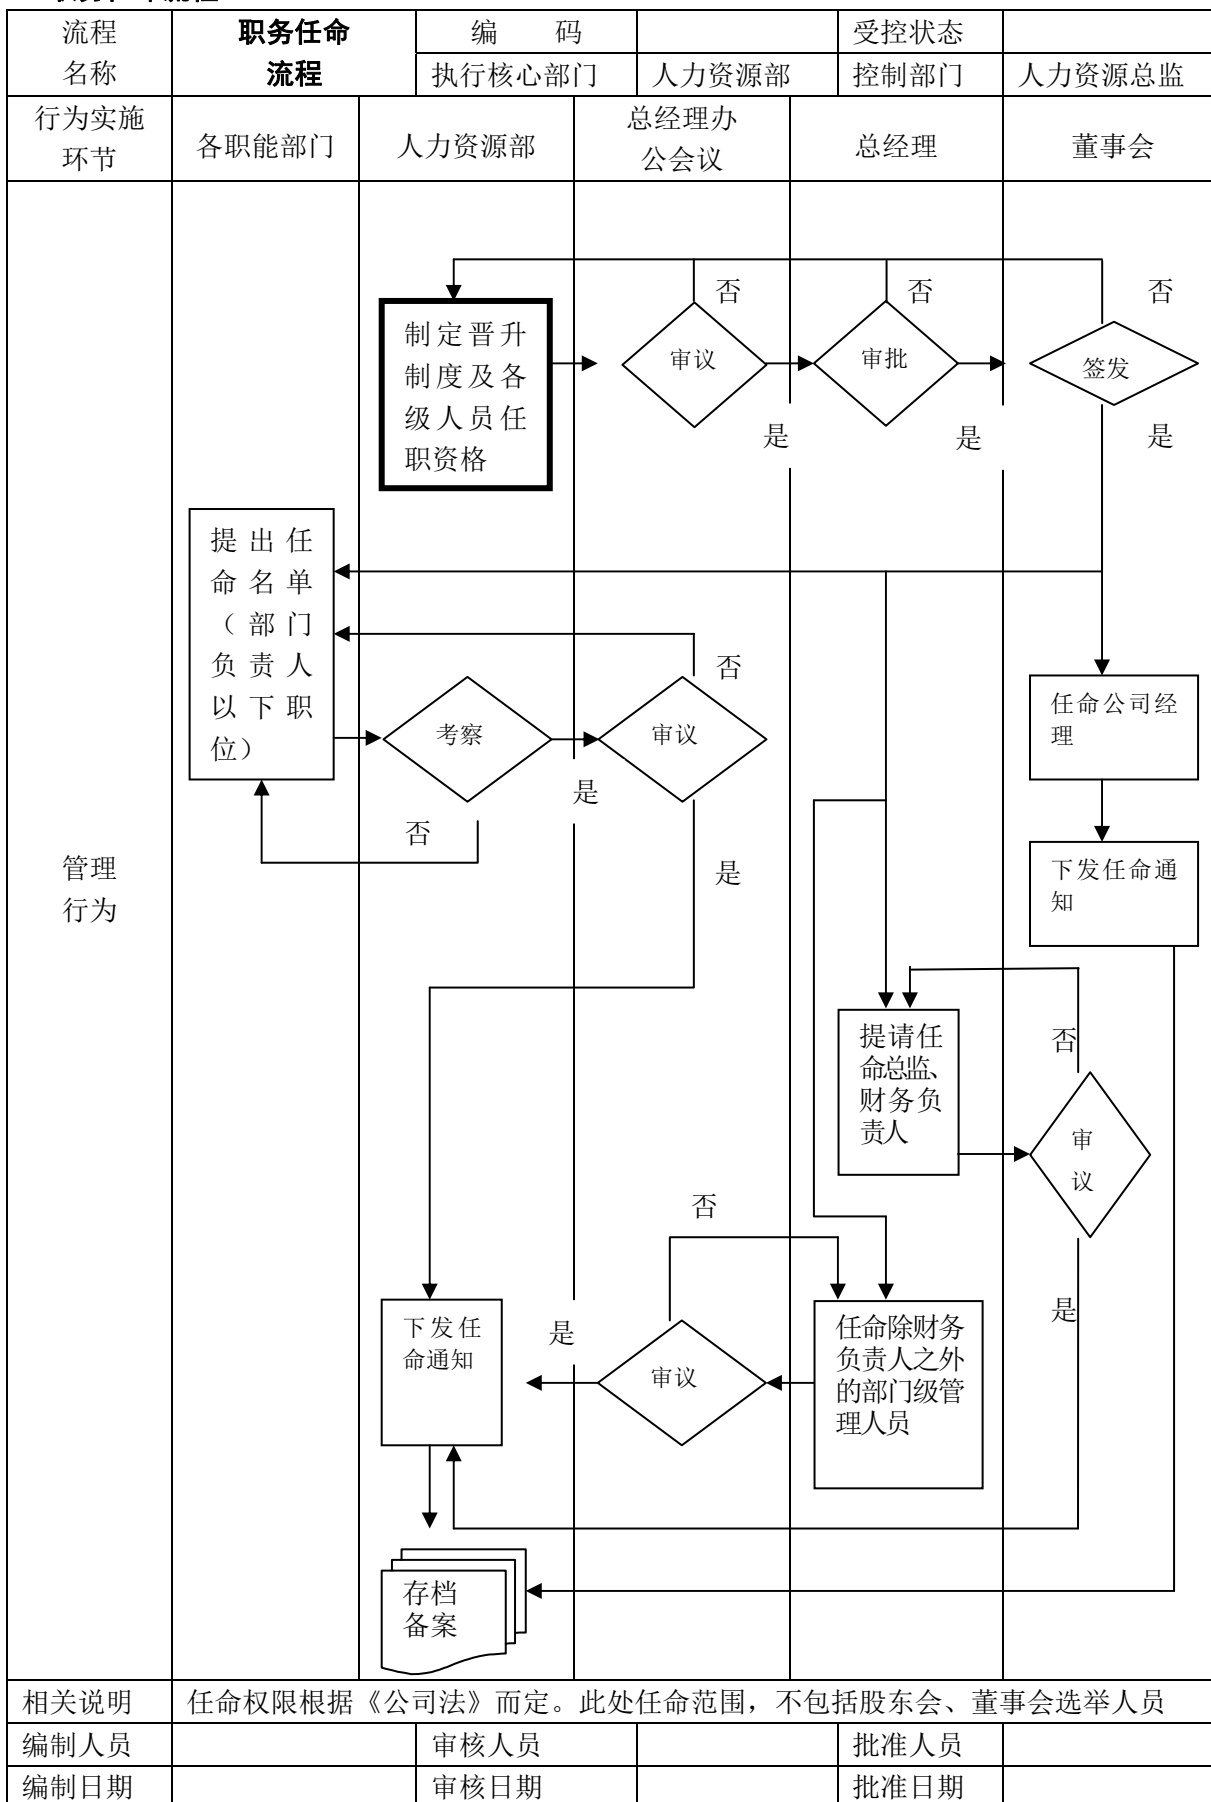 流程
名称
职务任命
流程
编 码
受控状态
执行核心部门
人力资源部
控制部门
人力资源总监
行为实施
环节
各职能部门
人力资源部
总经理办
公会议
总经理
董事会
管理
行为
否
否
否
制定晋升
制度及各
级人员任
职资格
审议
审批
签发
是
是
是
提出任
命名单
（部门
负责人
以下职
位）
否
考察
审议
任命公司经
理
是
否
是
下发任命通
知
提请任
命总监、
财务负
责人
否
审
议
否
是
下发任
命通知
是
审议
任命除财务
负责人之外
的部门级管
理人员
存档
备案
相关说明
任命权限根据《公司法》而定。此处任命范围，不包括股东会、董事会选举人员
编制人员
审核人员
批准人员
编制日期
审核日期
批准日期